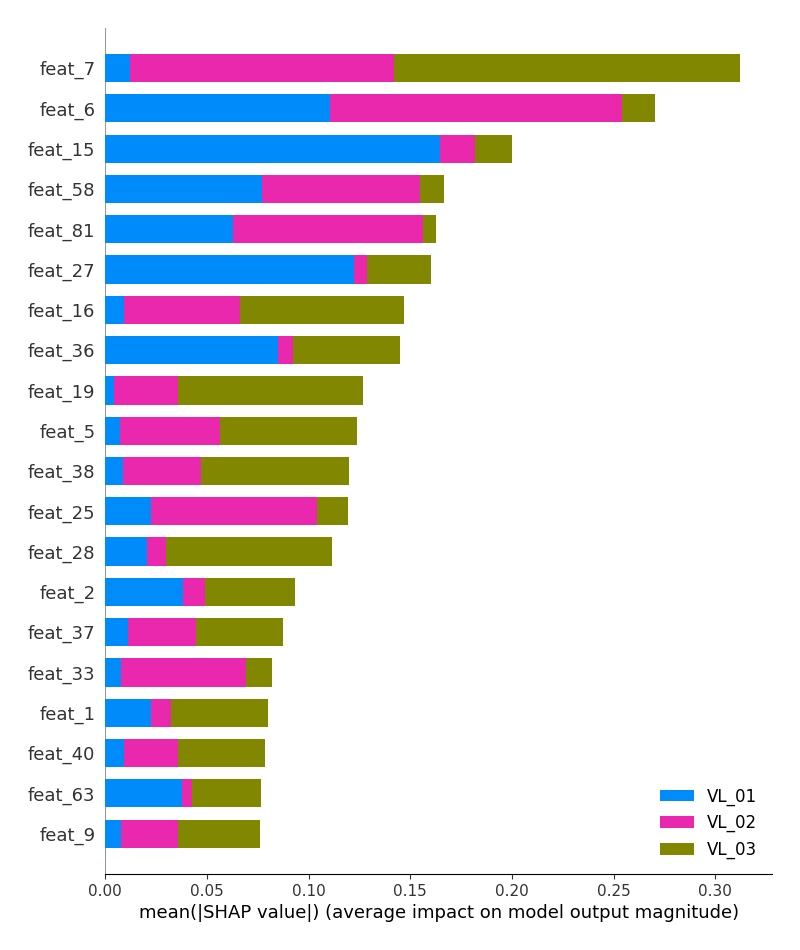 feat_7
feat_6
feat_15
feat_58
feat_81
feat_27
feat_16
feat_36
feat_19
feat_5
feat_38
feat_25
feat_28
feat_2
feat_37
feat_33
feat_1
feat_40
feat_63
feat_9
VL_01
VL_02
VL_03
0.00 0.05 0.10 0.15 0.20 0.25 0.30
mean(|SHAP value|) (average impact on model output magnitude)